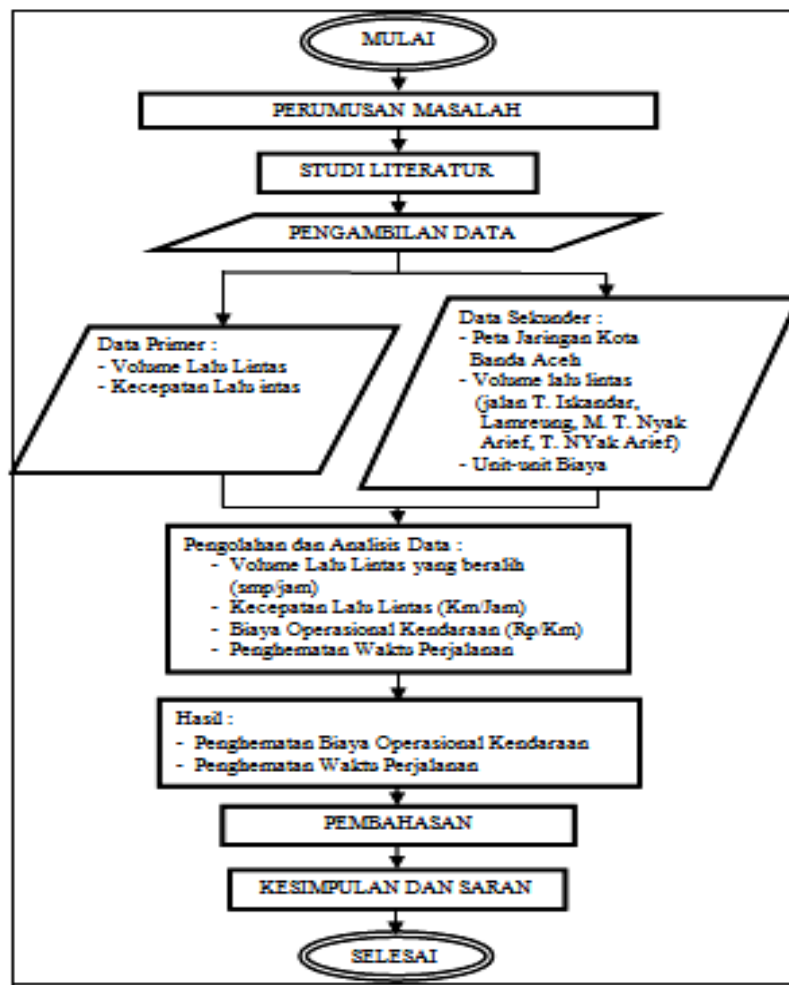 MULAI
PERUMUSAN MASALAH
STUDI LITERATUR
PENGAMBILAN DATA
Data Primer :
- Volume Lalu Lintas
- Kecepatan Lalu intas
Data Sekunder :
- Peta Jaringan Kota
Banda Aceh
- Volume lalu lintas
(jalan T. Iskandar,
Lamreung, M. T. Nyak
Arief, T. NYak Arief)
- Unit-unit Biaya
Pengolahan dan Analisis Data :
- Volume Lalu Lintas yang beralih
(smp/jam)
- Kecepatan Lalu Lintas (Km/Jam)
- Biaya Operasional Kendaraan (Rp/Km)
- Penghematan Waktu Perjalanan
Hasil :
- Penghematan Biaya Operasional Kendaraan
- Penghematan Waktu Perjalanan
PEMBAHASAN
KESIMPULAN DAN SARAN
SELESAI